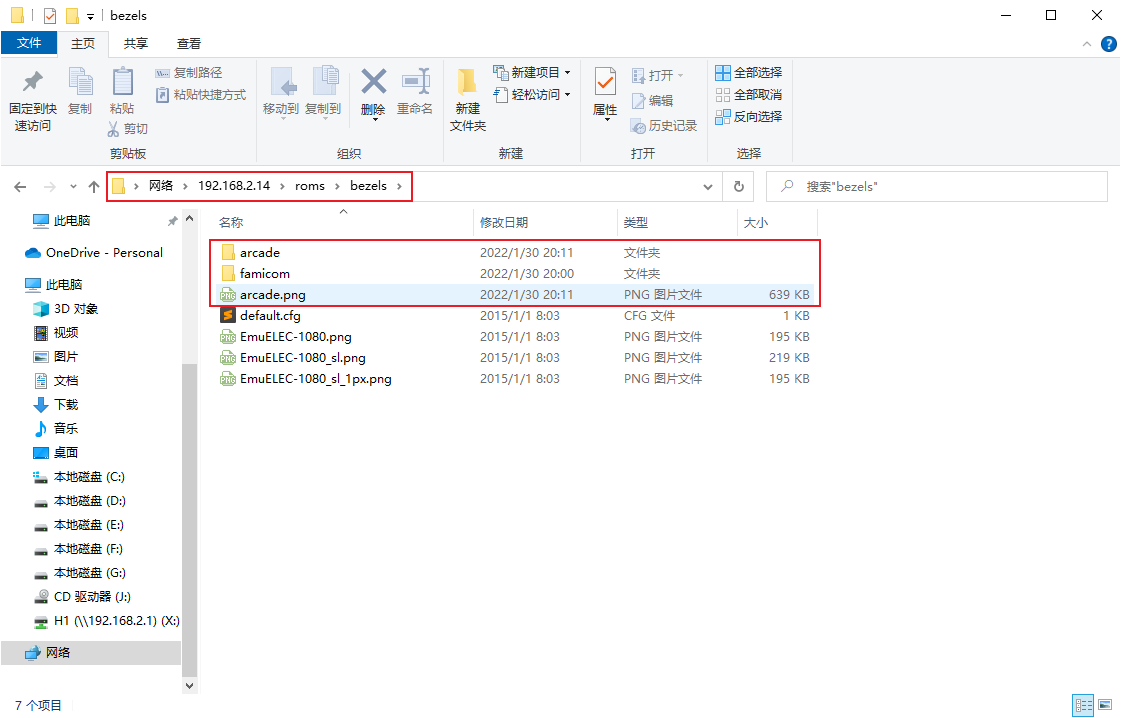 bezels
文件 主页 共享 查看
固定到快速访问
复制
粘贴
复制路径
粘贴快捷方式
剪切
剪贴板
移动到
复制到
删除
重命名
组织
新建文件夹
新建项目
轻松访问
新建
属性
打开
编辑
历史记录
打开
全部选择
全部取消
反向选择
选择
网络 192.168.2.14 roms bezels
搜索"bezels"
此电脑
OneDrive - Personal
此电脑
3D 对象
视频
图片
文档
下载
音乐
桌面
本地磁盘 (C:)
本地磁盘 (D:)
本地磁盘 (E:)
本地磁盘 (F:)
本地磁盘 (G:)
CD 驱动器 (J:)
H1 (\\192.168.2.1) (X:)
网络
名称 修改日期 类型 大小
arcade 2022/1/30 20:11 文件夹
famicom 2022/1/30 20:00 文件夹
arcade.png 2022/1/30 20:11 PNG 图片文件 639 KB
default.cfg 2015/1/1 8:03 CFG 文件 1 KB
EmuELEC-1080.png 2015/1/1 8:03 PNG 图片文件 195 KB
EmuELEC-1080_sl.png 2015/1/1 8:03 PNG 图片文件 219 KB
EmuELEC-1080_sl_1px.png 2015/1/1 8:03 PNG 图片文件 195 KB
7 个项目